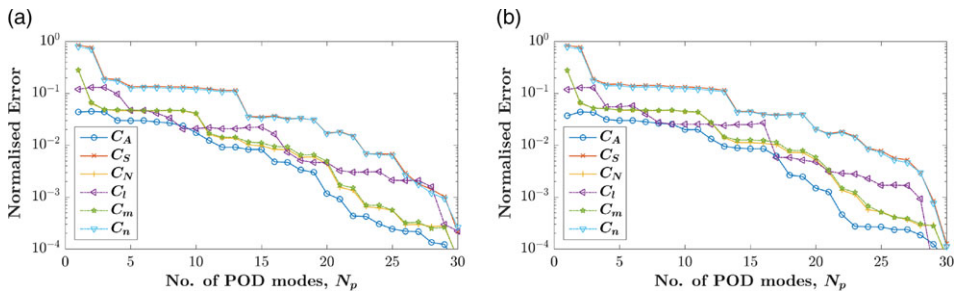 (a)
Normalised Error
10^0
10^-1
10^-2
10^-3
10^-4
C_A
C_S
C_N
C_l
C_m
C_n
0 5 10 15 20 25 30
No. of POD modes, N_p
(b)
Normalised Error
10^0
10^-1
10^-2
10^-3
10^-4
C_A
C_S
C_N
C_l
C_m
C_n
0 5 10 15 20 25 30
No. of POD modes, N_p